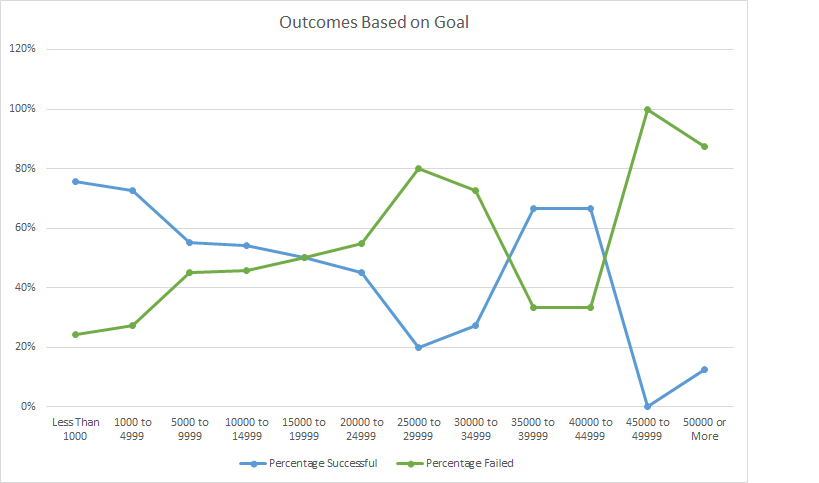 Outcomes Based on Goal
120%
100%
80%
60%
40%
20%
0%
Less Than 1000 to 5000 to 10000 to 15000 to 20000 to 25000 to 30000 to 35000 to 40000 to 45000 to 50000 or
1000 4999 9999 14999 19999 24999 29999 34999 39999 44999 49999 More
Percentage Successful Percentage Failed